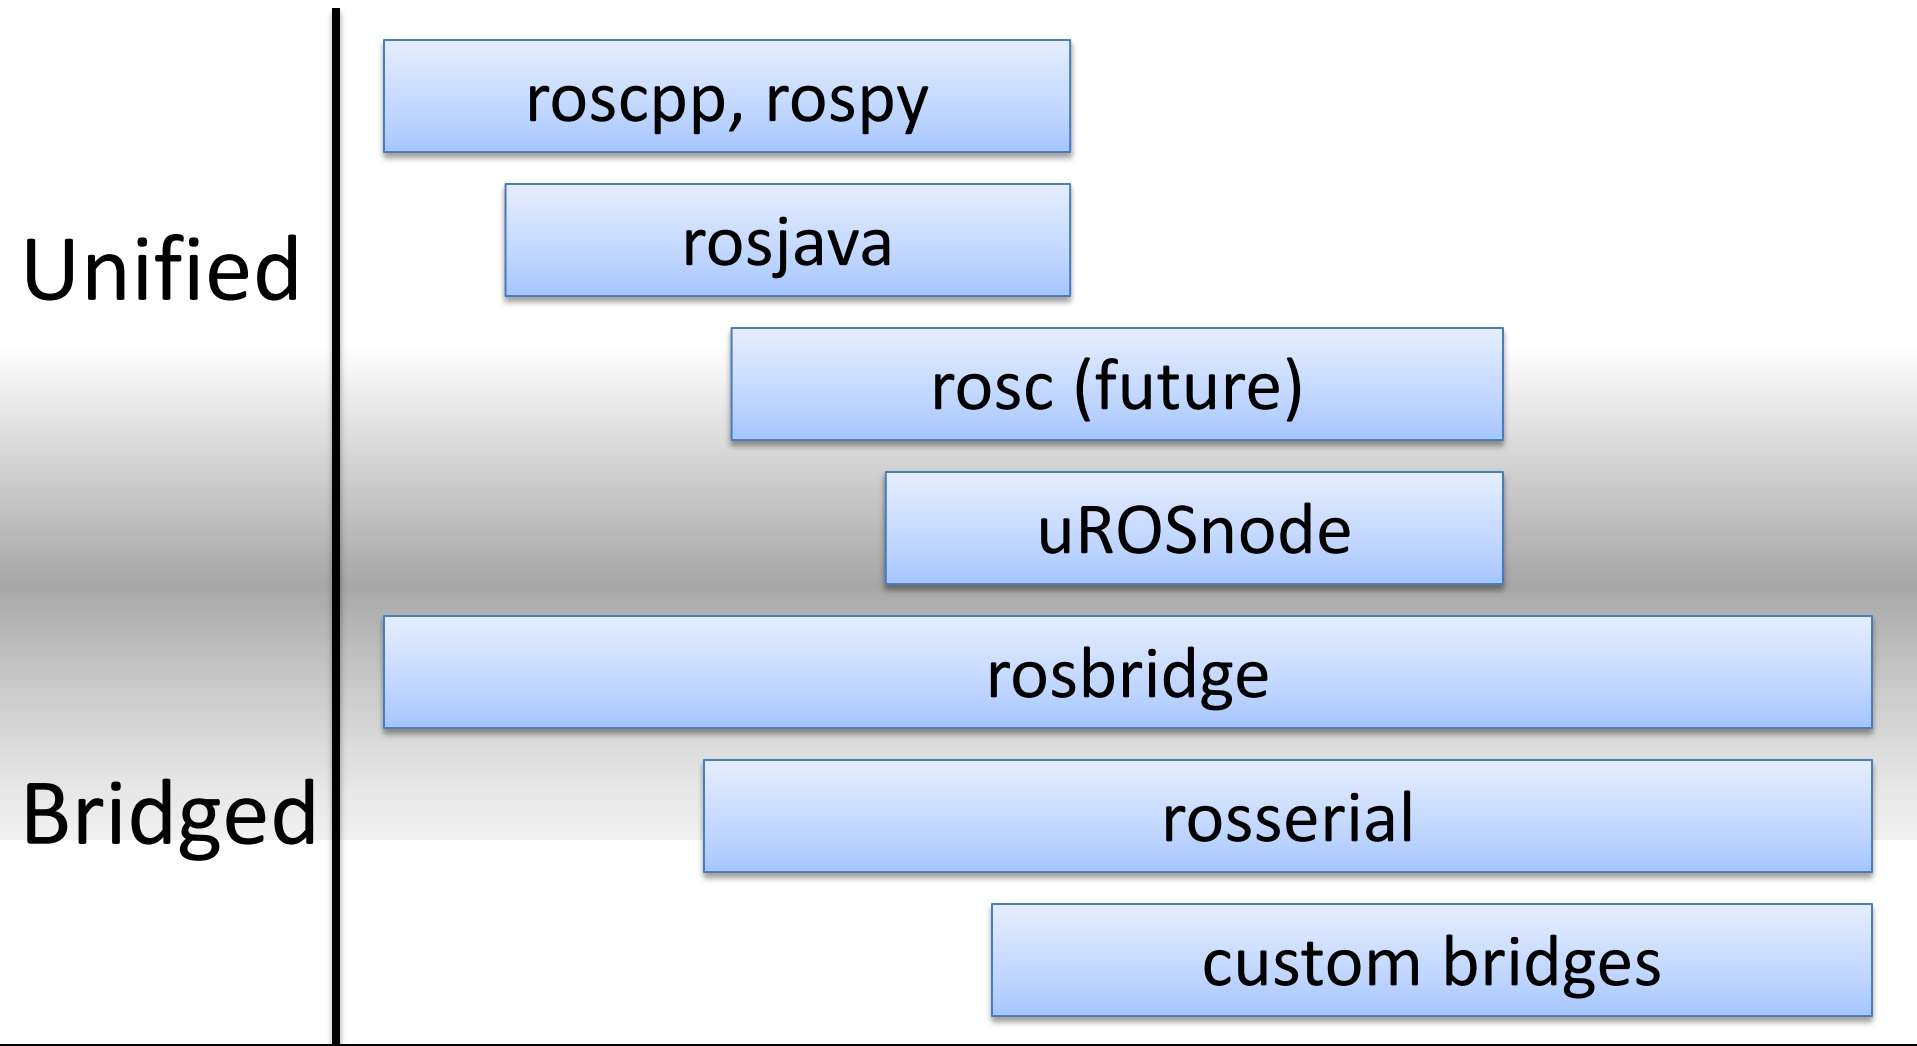 roscpp, rospy
rosjava
Unified
rosc (future)
uROSnode
rosbridge
Bridged
rosserial
custom bridges